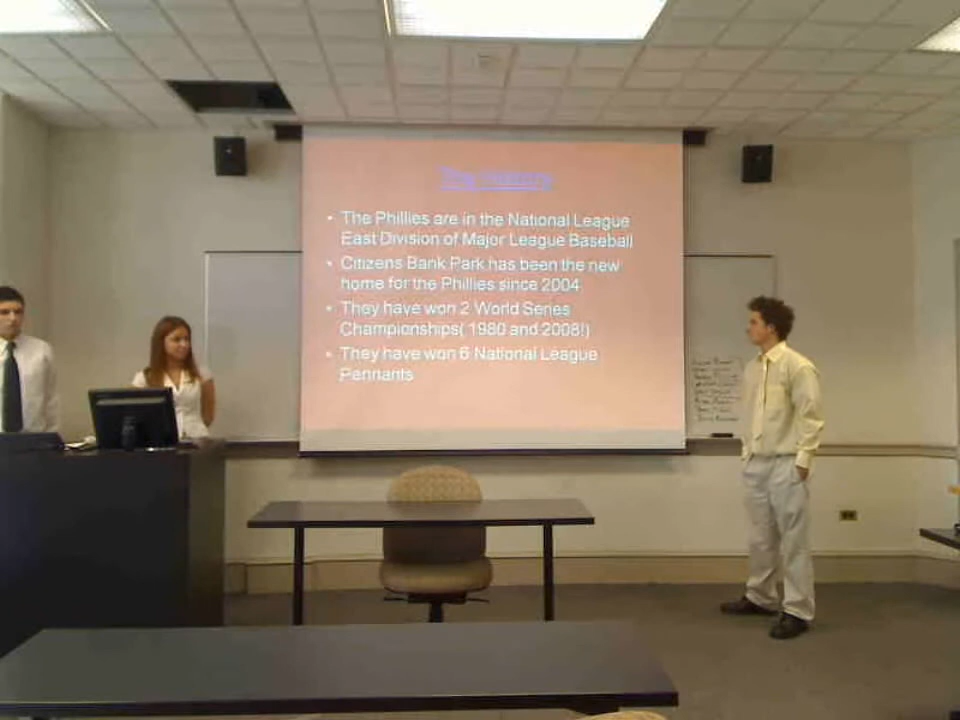 The History
• The Phillies are in the National League
East Division of Major League Baseball
• Citizens Bank Park has been the new
home for the Phillies since 2004
• They have won 2 World Series
Championships( 1980 and 2008!)
• They have won 6 National League
Pennants